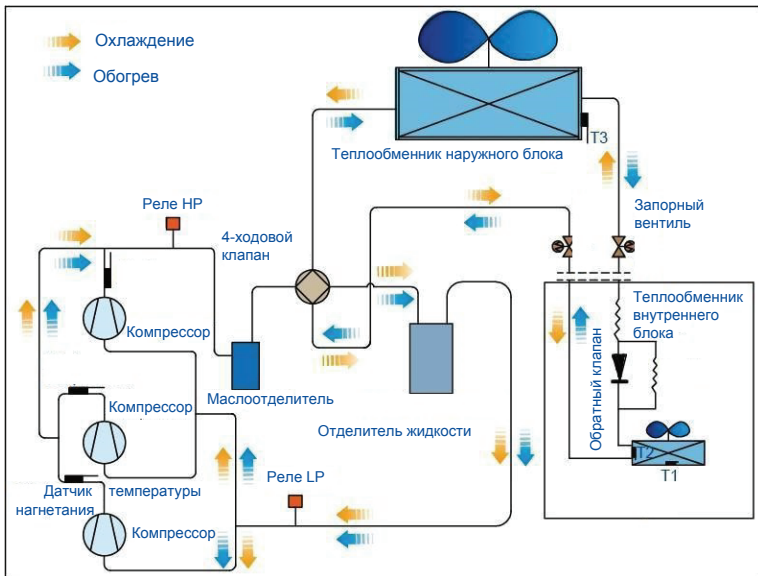 Охлаждение
Обогрев
Теплообменник наружного блока
T3
Реле HP
4-ходовой
клапан
Запорный
вентиль
Теплообменник
внутреннего
блока
Компрессор
Маслоотделитель
Обратный клапан
Компрессор
Отделитель жидкости
T2
T1
Датчик температуры
нагнетания
Реле LP
Компрессор